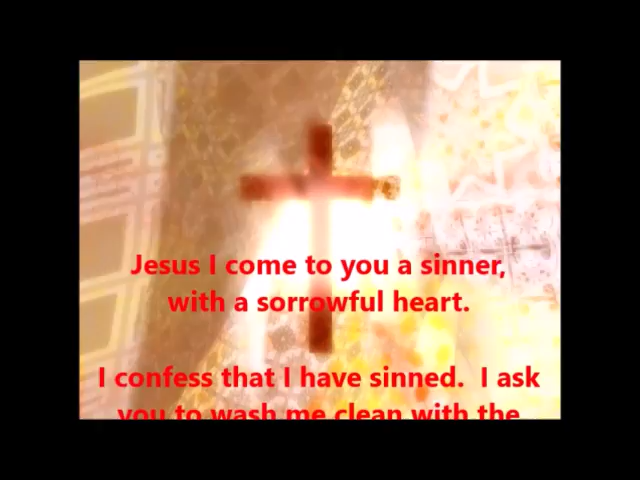 Jesus I come to you a sinner,
with a sorrowful heart.
I confess that I have sinned.  I ask
you to wash me clean with the